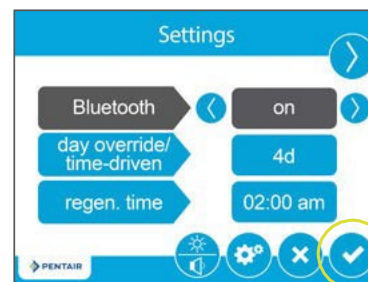 Settings
Bluetooth
on
day override/
time-driven
4d
regen. time
02:00 am
PENTAIR